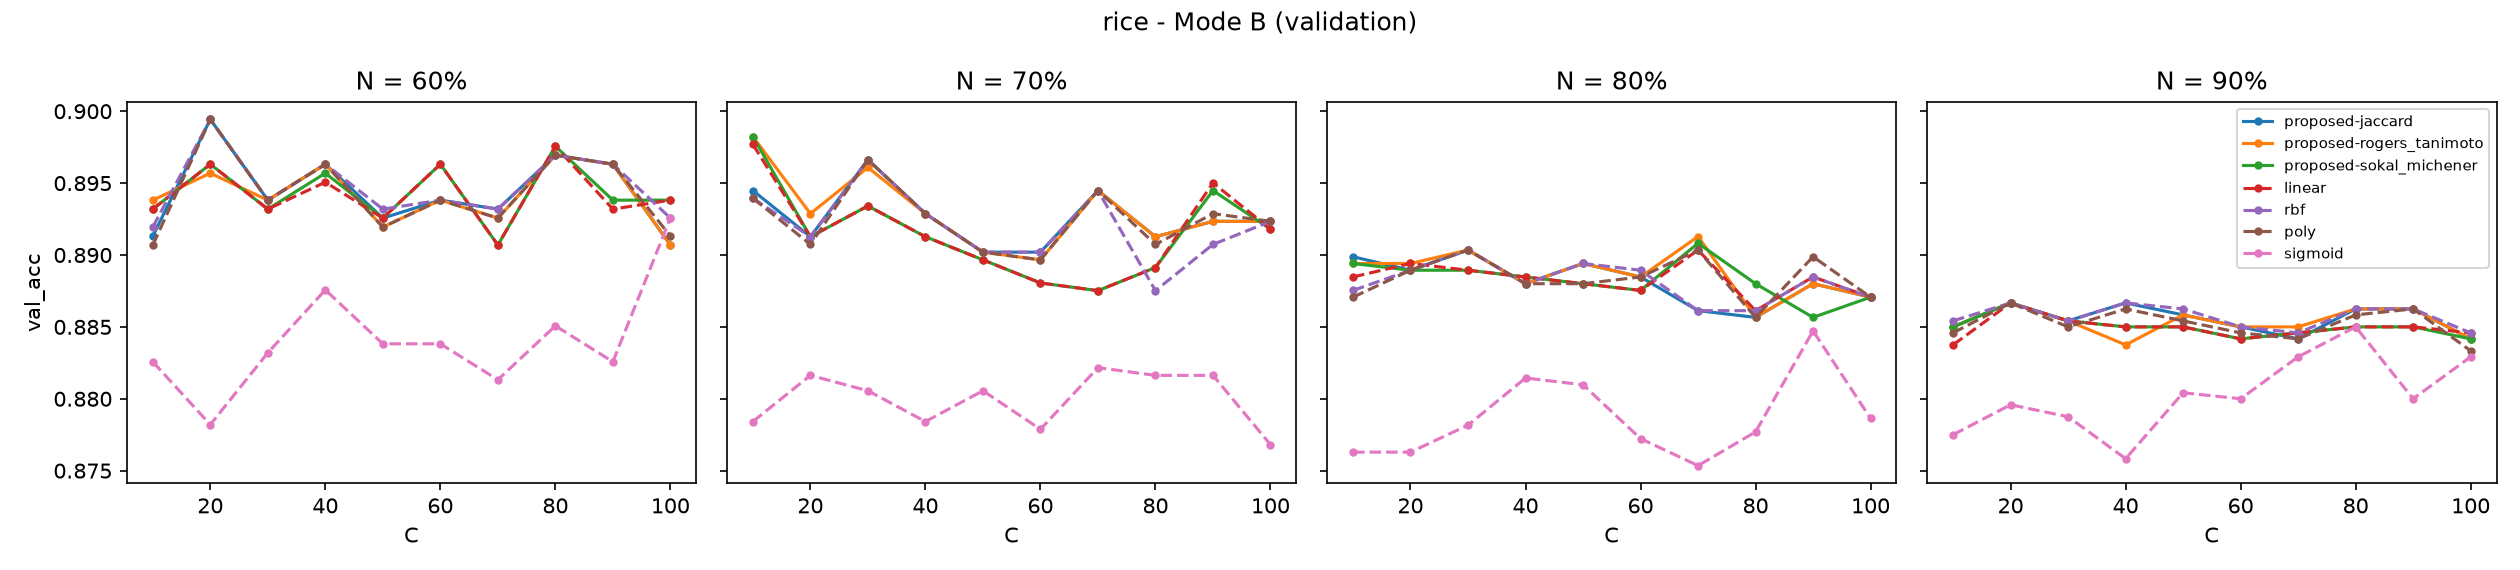 rice - Mode B (validation)
N = 60%
N = 70%
N = 80%
N = 90%
val_acc
0.900
0.895
0.890
0.885
0.880
0.875
proposed-jaccard
proposed-rogers_tanimoto
proposed-sokal_michener
linear
rbf
poly
sigmoid
20 40 60 80 100
20 40 60 80 100
20 40 60 80 100
20 40 60 80 100
C
C
C
C